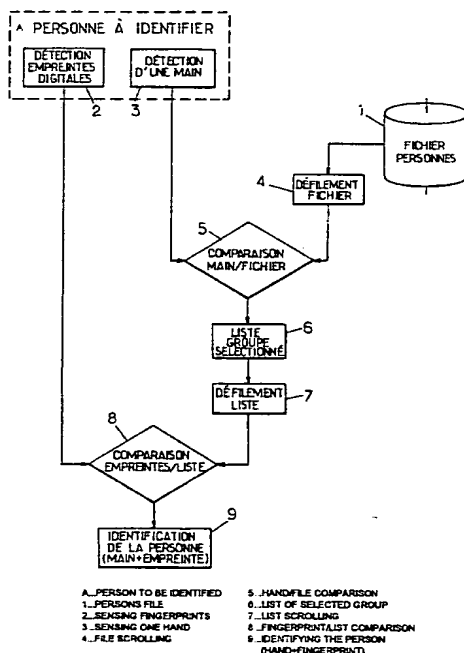 A PERSONNE À IDENTIFIER
DÉTECTION
EMPREINTES
DIGITALES
2
DÉTECTION
D'UNE MAIN
3
1
FICHIER
PERSONNES
4
DÉFILEMENT
FICHIER
5
COMPARAISON
MAIN/FICHIER
LISTE
GROUPE
SELECTIONNÉ
6
DÉFILEMENT
LISTE
7
8
COMPARAISON
EMPREINTES/LISTE
9
IDENTIFICATION
DE LA PERSONNE
(MAIN+EMPREINTE)
A...PERSON TO BE IDENTIFIED
1...PERSONS FILE
2...SENSING FINGERPRINTS
3...SENSING ONE HAND
4...FILE SCROLLING
5...HAND/FILE COMPARISON
6...LIST OF SELECTED GROUP
7...LIST SCROLLING
8...FINGERPRINT/LIST COMPARISON
9...IDENTIFYING THE PERSON
(HAND+FINGERPRINT)